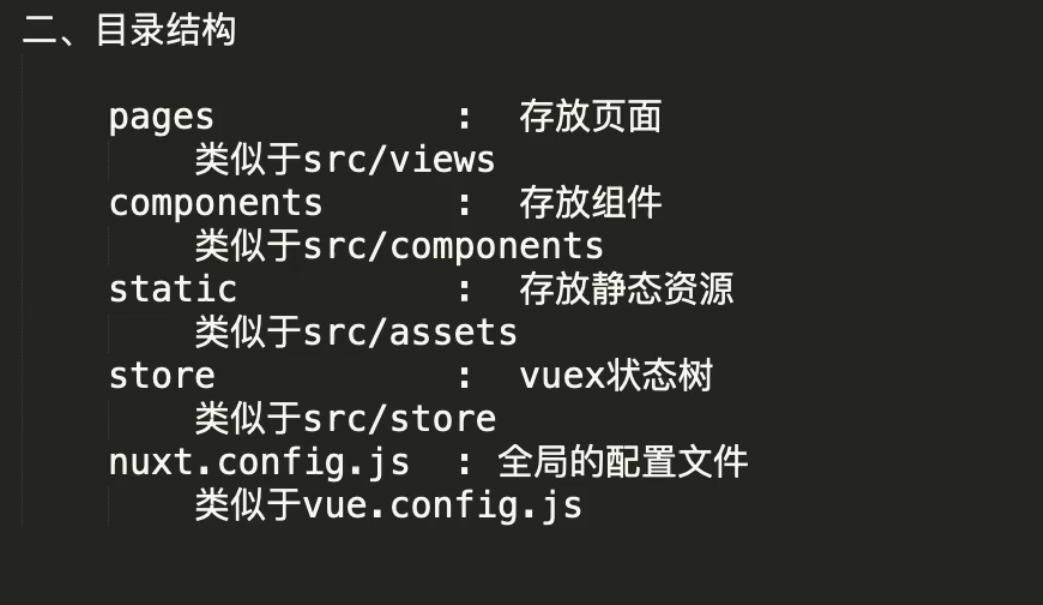 二、目录结构
pages : 存放页面
类似于src/views
components : 存放组件
类似于src/components
static : 存放静态资源
类似于src/assets
store : vuex状态树
类似于src/store
nuxt.config.js : 全局的配置文件
类似于vue.config.js